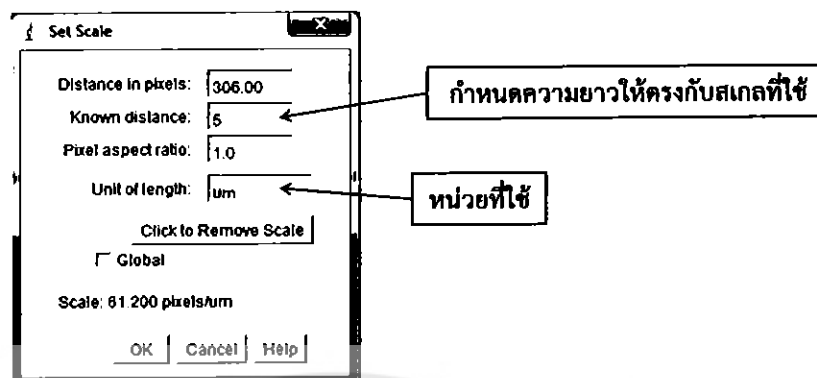 Set Scale
Distance in pixels: 306.00
Known distance: 5
Pixel aspect ratio: 1.0
Unit of length: um
Click to Remove Scale
Global
Scale: 61.200 pixels/um
OK Cancel Help
กำหนดความยาวให้ตรงกับสเกลที่ใช้
หน่วยที่ใช้